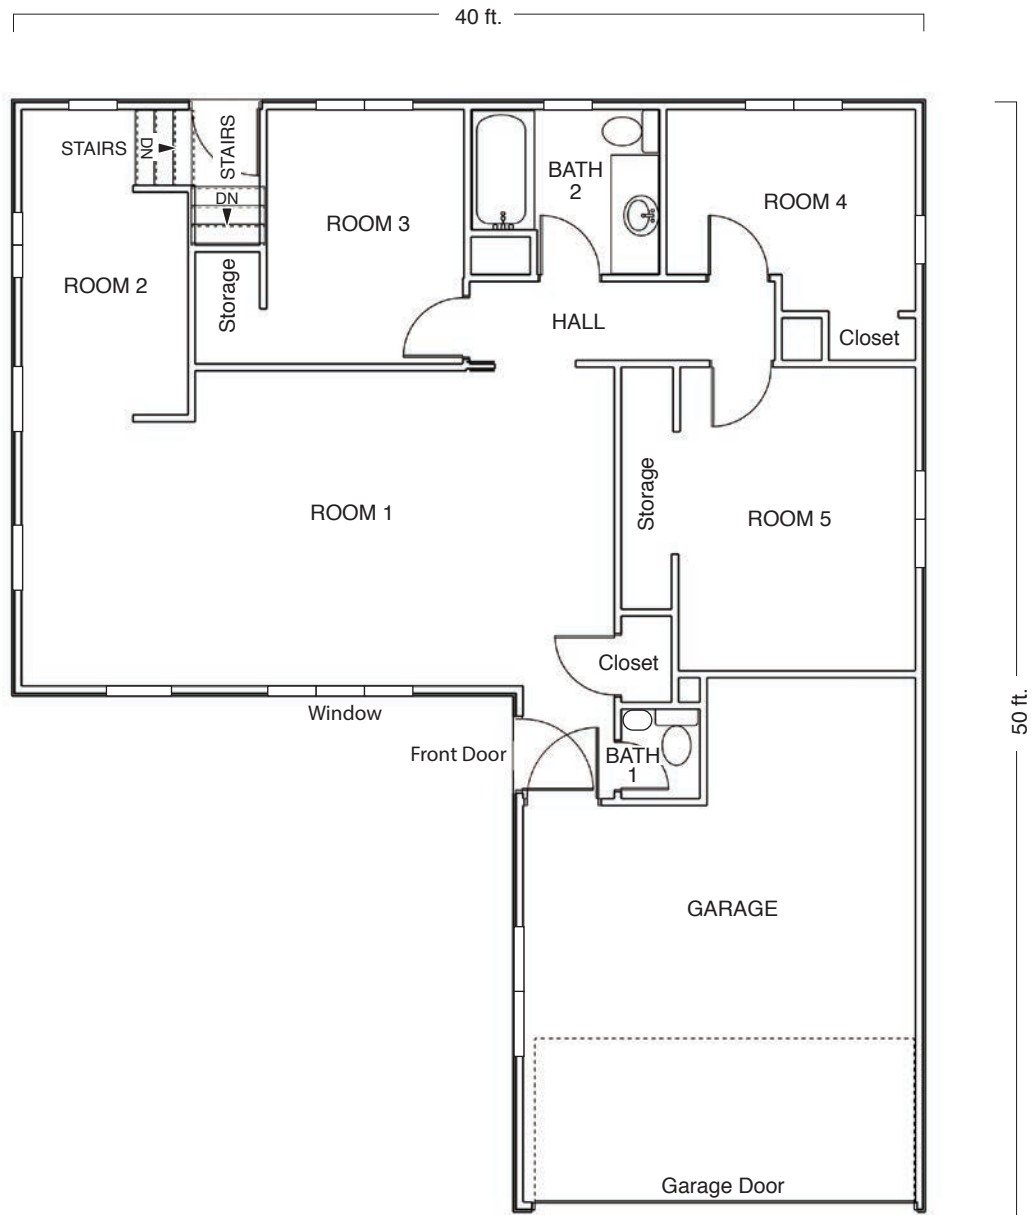 40 ft.
STAIRS
DN
STAIRS
DN
BATH
2
ROOM 4
ROOM 3
ROOM 2
Storage
HALL
Closet
ROOM 1
Storage
ROOM 5
Closet
50 ft.
Window
Front Door
BATH
1
GARAGE
Garage Door